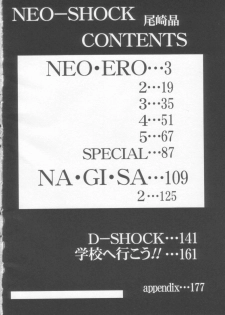 NEO-SHOCK 尾崎晶
CONTENTS
NEO・ERO…3
2…19
3…35
4…51
5…67
SPECIAL…87
NA・GI・SA…109
2…125
D-SHOCK…141
学校へ行こう!!…161
appendix…177